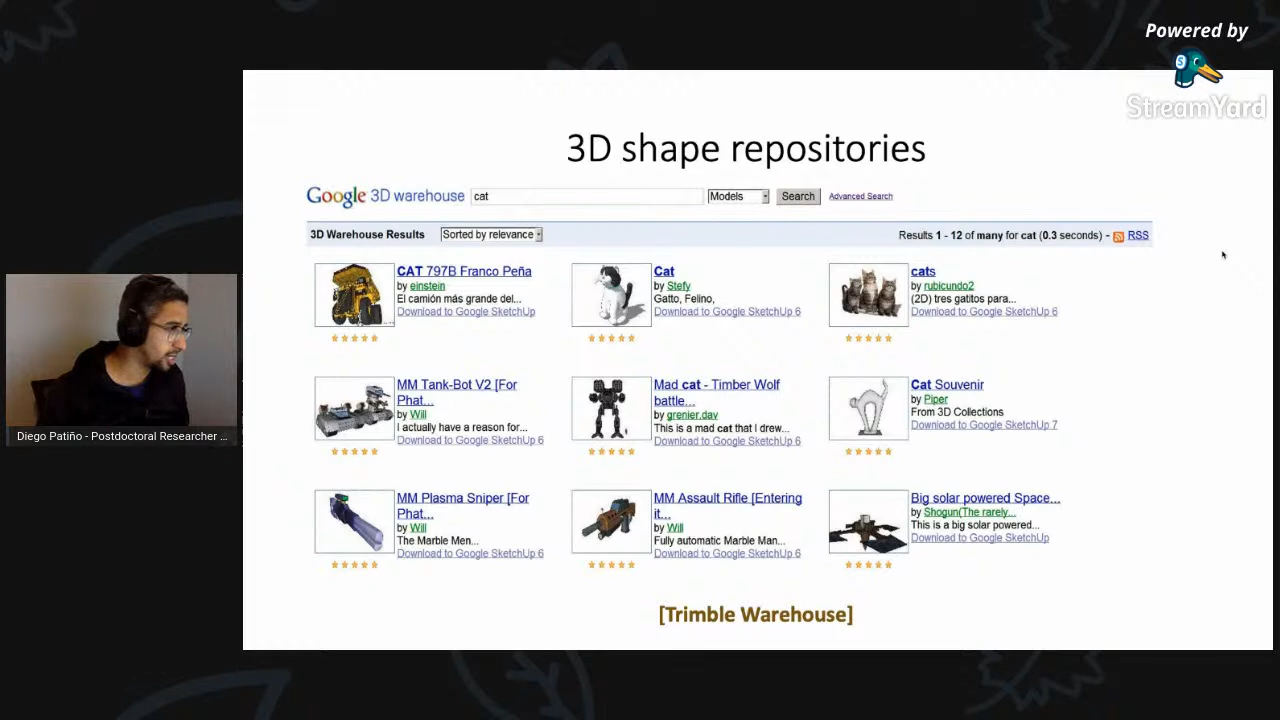 Powered by
StreamYard
3D shape repositories
Google 3D warehouse cat Models Search Advanced Search
3D Warehouse Results Sorted by relevance Results 1 - 12 of many for cat (0.3 seconds) - RSS
CAT 797B Franco Peña
by einstein
El camión más grande del...
Download to Google SketchUp
Cat
by Stefy
Gatto, Felino,
Download to Google SketchUp 6
cats
by rubicundo2
(2D) tres gatitos para...
Download to Google SketchUp 6
MM Tank-Bot V2 [For
Phat...
by Will
I actually have a reason for...
Download to Google SketchUp 6
Mad cat - Timber Wolf
battle...
by grenier.dav
This is a mad cat that I drew...
Download to Google SketchUp 6
Cat Souvenir
by Piper
From 3D Collections
Download to Google SketchUp 7
MM Plasma Sniper [For
Phat...
by Will
The Marble Men...
Download to Google SketchUp 6
MM Assault Rifle [Entering
it...
by Will
Fully automatic Marble Man...
Download to Google SketchUp 6
Big solar powered Space...
by Shogun(The rarely...
This is a big solar powered...
Download to Google SketchUp
[Trimble Warehouse]
Diego Patiño - Postdoctoral Researcher ...